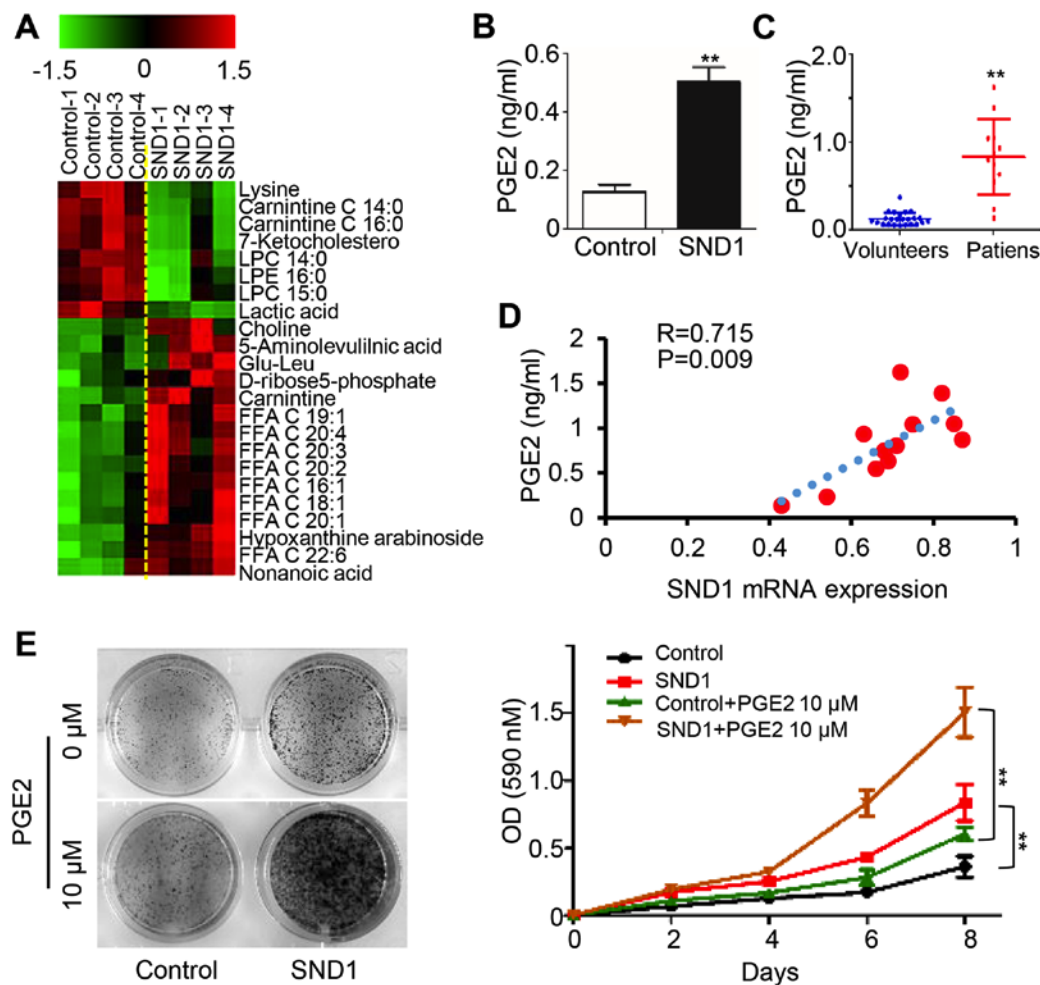 A
-1.5 0 1.5
Control-1
Control-2
Control-3
Control-4
SND1-1
SND1-2
SND1-3
SND1-4
Lysine
Carnintine C 14:0
Carnintine C 16:0
7-Ketocholestero
LPC 14:0
LPE 16:0
LPC 15:0
Lactic acid
Choline
5-Aminolevulilnic acid
Glu-Leu
D-ribose5-phosphate
Carnintine
FFA C 19:1
FFA C 20:4
FFA C 20:3
FFA C 20:2
FFA C 16:1
FFA C 18:1
FFA C 20:1
Hypoxanthine arabinoside
FFA C 22:6
Nonanoic acid
B
PGE2 (ng/ml)
0.6
0.4
0.2
0
**
Control SND1
C
PGE2 (ng/ml)
2.0
1.0
0.0
**
Volunteers Patiens
D
R=0.715
P=0.009
PGE2 (ng/ml)
2
1.5
1
0.5
0
0 0.2 0.4 0.6 0.8 1
SND1 mRNA expression
E
PGE2
0 µM
10 µM
Control SND1
Control
SND1
Control+PGE2 10 µM
SND1+PGE2 10 µM
OD (590 nM)
1.5
1.0
0.5
0
0 2 4 6 8
Days
**
**